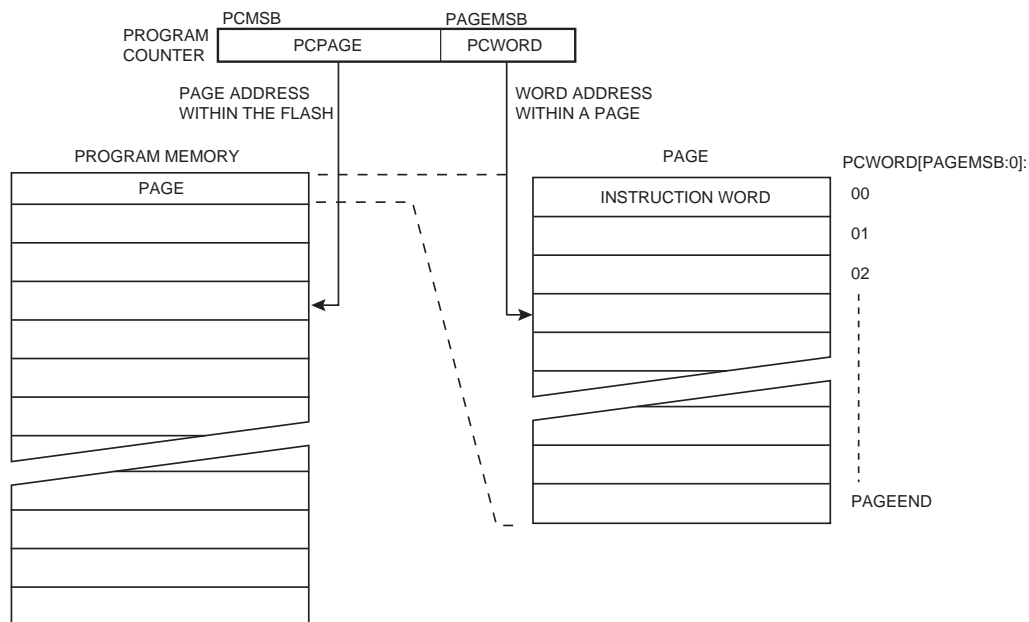 PCMSB PAGEMSB
PROGRAM
COUNTER
PCPAGE PCWORD
PAGE ADDRESS
WITHIN THE FLASH
WORD ADDRESS
WITHIN A PAGE
PROGRAM MEMORY
PAGE
PAGE
INSTRUCTION WORD
PCWORD[PAGEMSB:0]:
00
01
02
PAGEEND